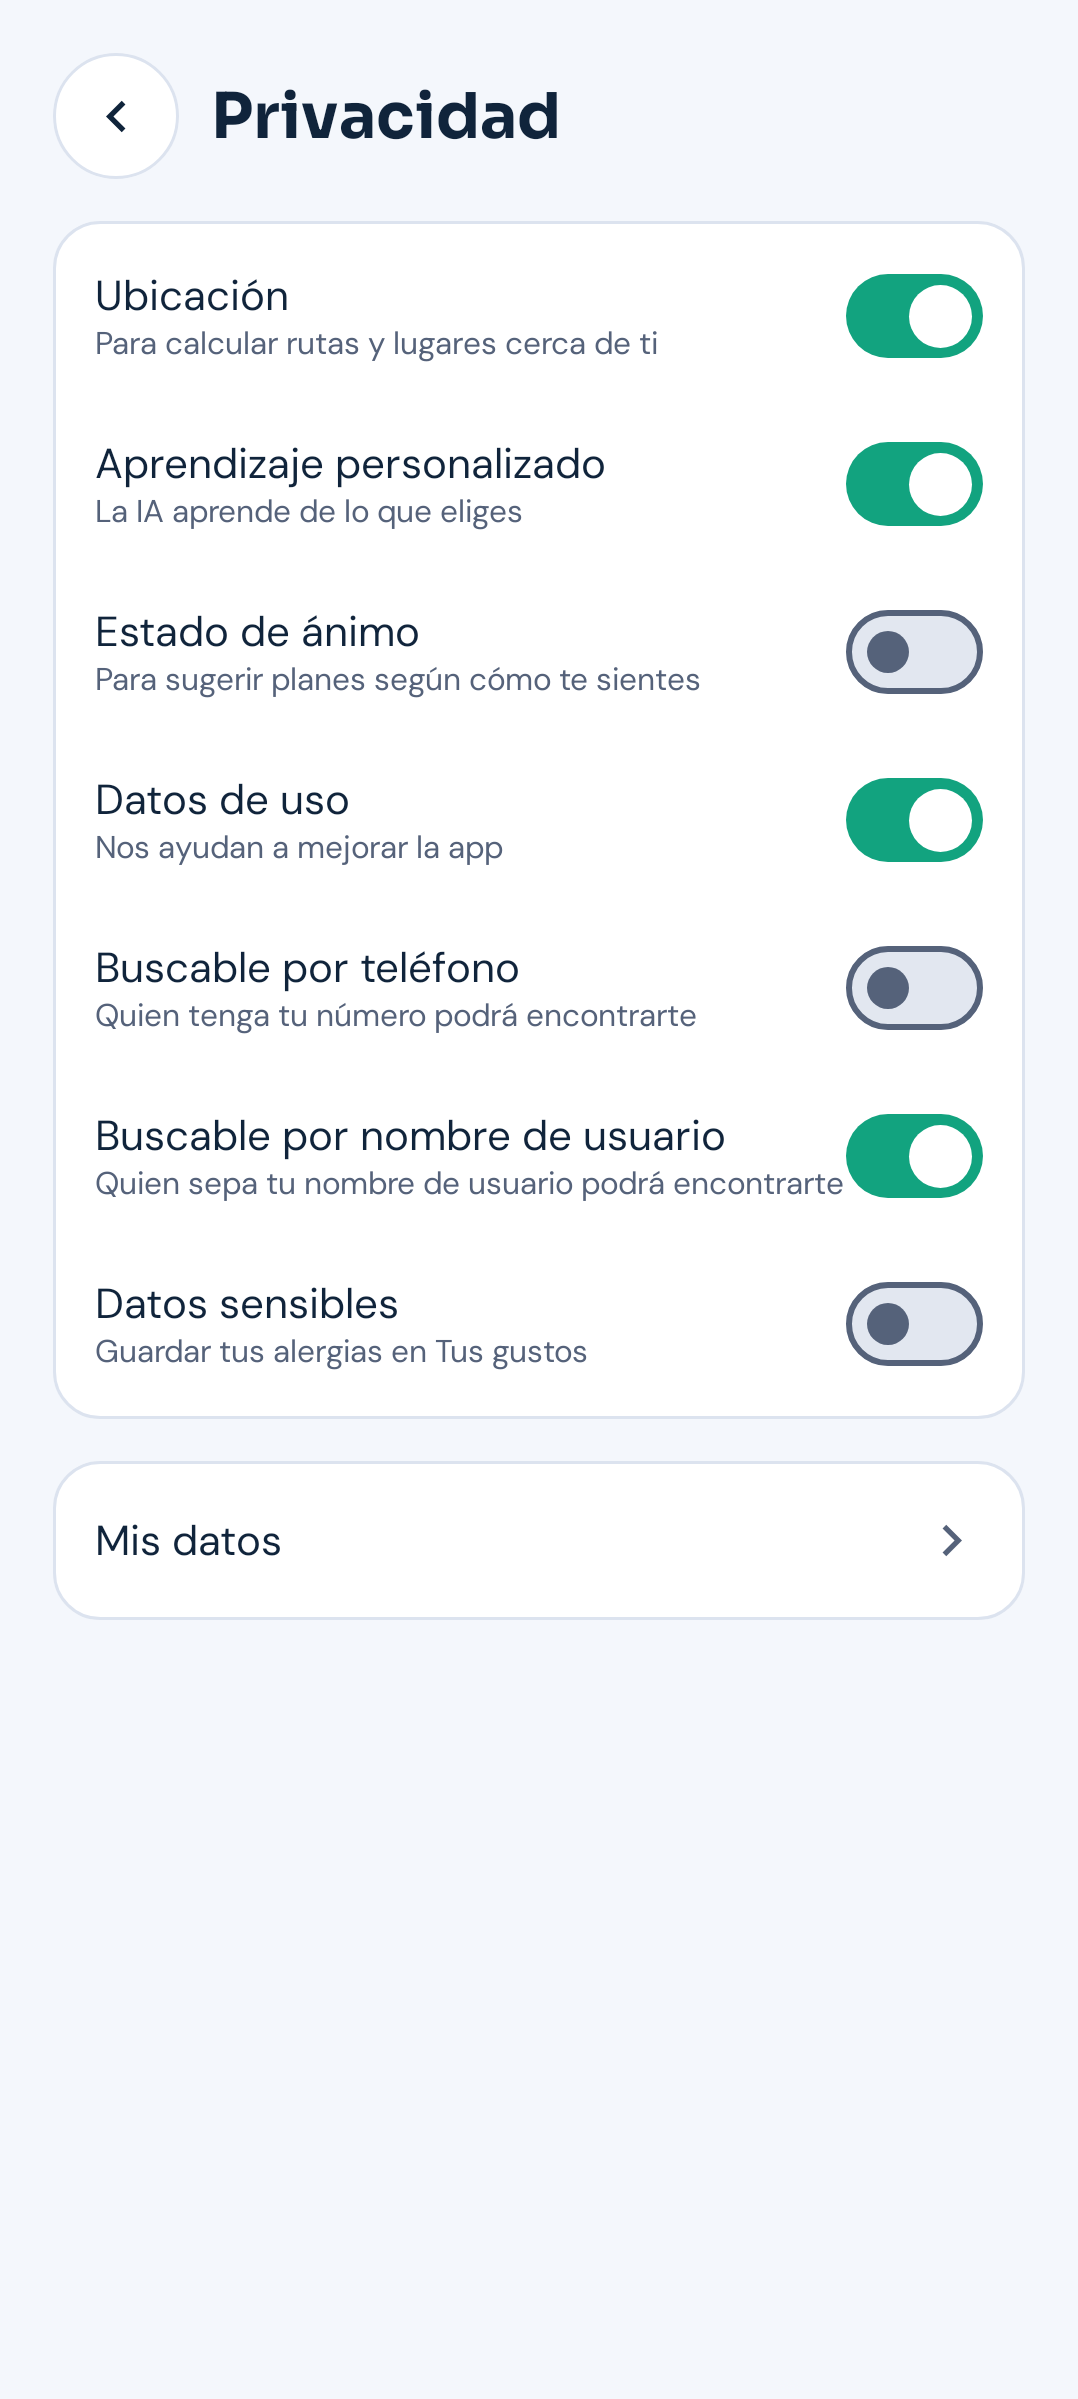 Privacidad
Ubicación
Para calcular rutas y lugares cerca de ti
Aprendizaje personalizado
La IA aprende de lo que eliges
Estado de ánimo
Para sugerir planes según cómo te sientes
Datos de uso
Nos ayudan a mejorar la app
Buscable por teléfono
Quien tenga tu número podrá encontrarte
Buscable por nombre de usuario
Quien sepa tu nombre de usuario podrá encontrarte
Datos sensibles
Guardar tus alergias en Tus gustos
Mis datos